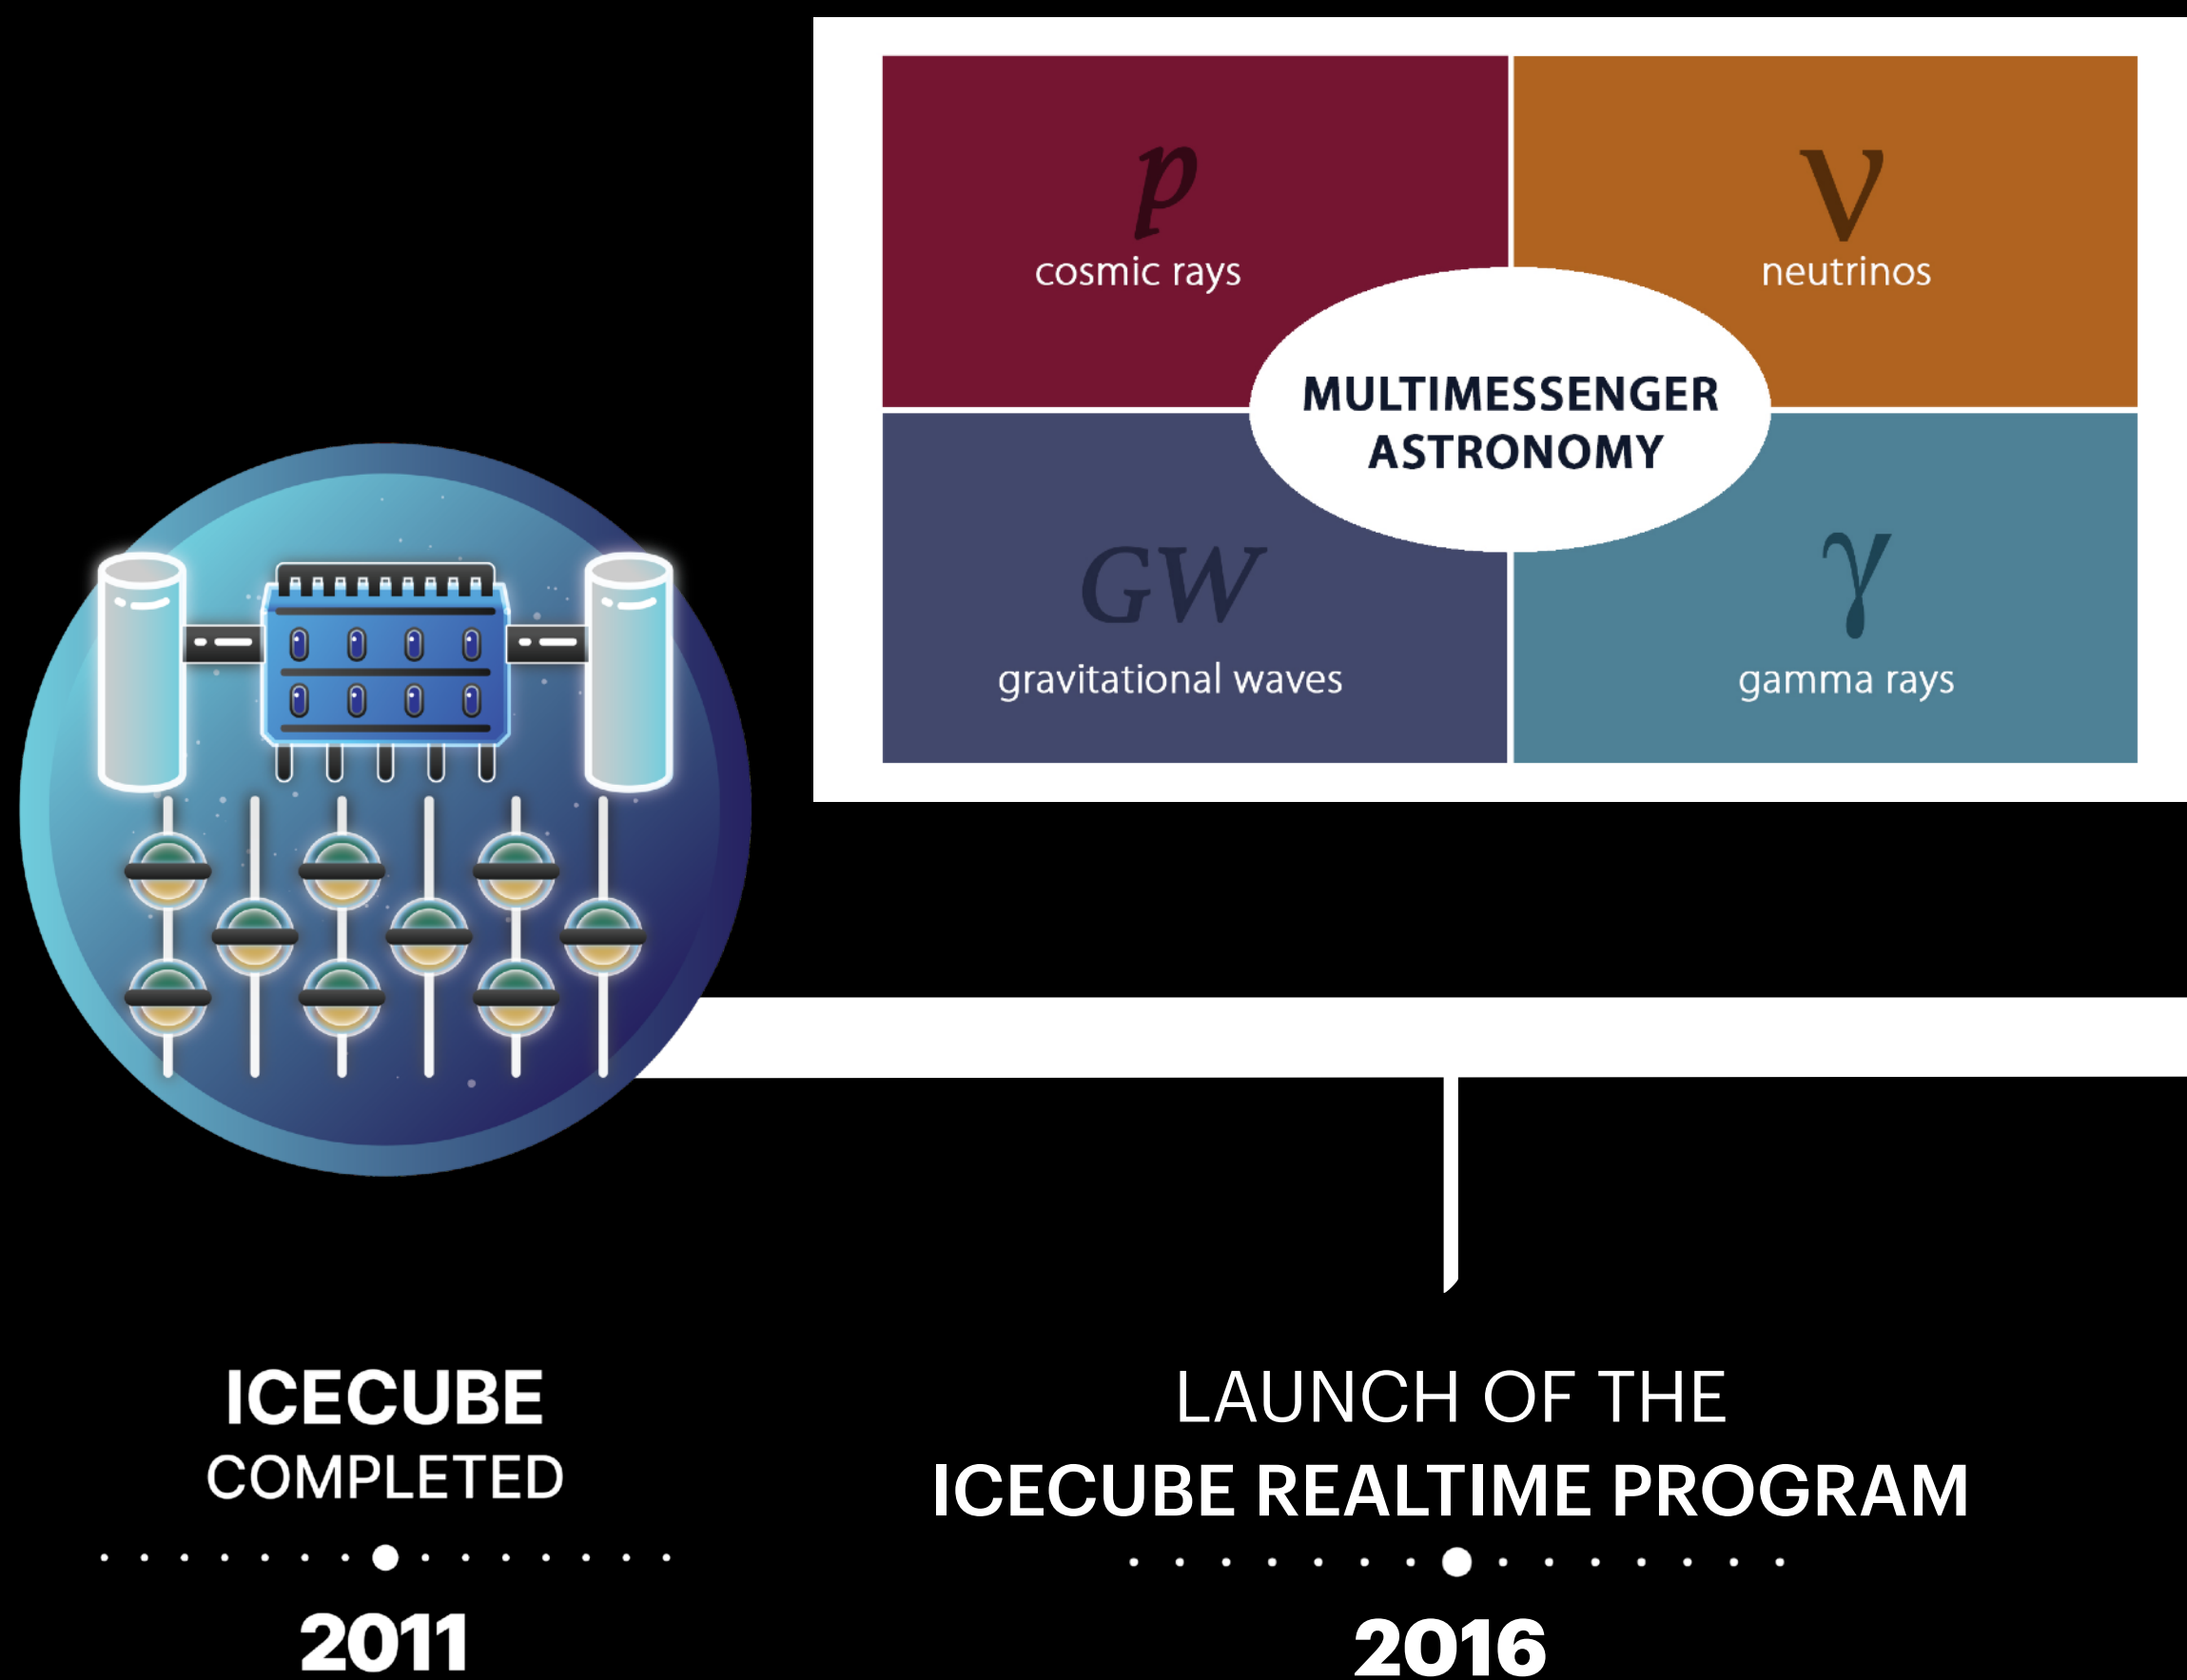 p
cosmic rays
ν
neutrinos
MULTIMESSENGER
ASTRONOMY
GW
gravitational waves
γ
gamma rays
ICECUBE
COMPLETED
2011
LAUNCH OF THE
ICECUBE REALTIME PROGRAM
2016